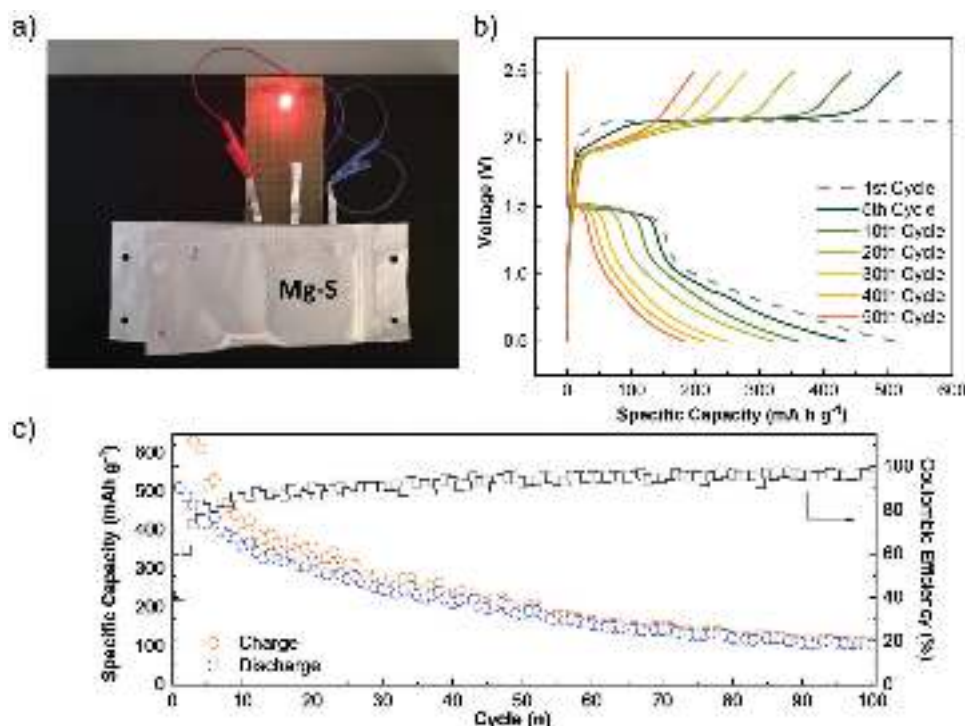 a)
Mg-S
b)
Voltage (V)
2.5
2.0
1.5
1.0
0.5
0
100
200
300
400
500
600
Specific Capacity (mA h g⁻¹)
1st Cycle
5th Cycle
10th Cycle
20th Cycle
30th Cycle
40th Cycle
50th Cycle
c)
Specific Capacity (mAh g⁻¹)
600
500
400
300
200
100
0
Charge
Discharge
0
10
20
30
40
50
60
70
80
90
100
Cycle (n)
100
80
60
40
20
0
Coulombic Efficiency (%)